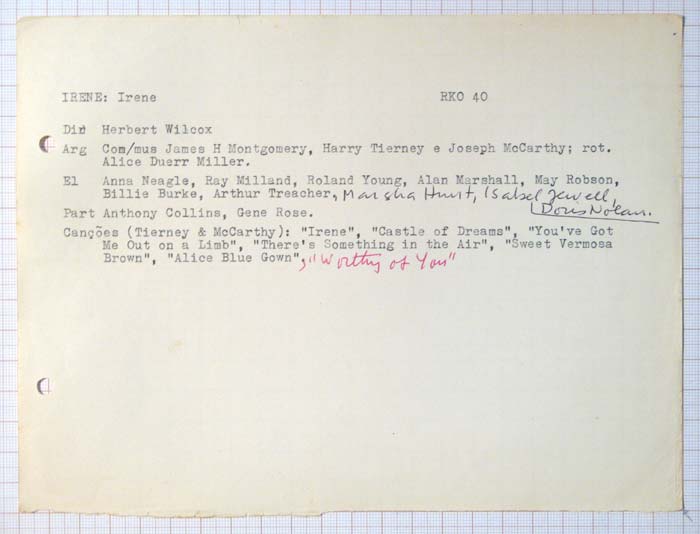 IRENE: Irene RKO 40
Din Herbert Wilcox
Arg Com/mus James H Montgomery, Harry Tierney e Joseph McCarthy; rot.
Alice Duerr Miller.
El Anna Neagle, Ray Milland, Roland Young, Alan Marshall, May Robson,
Billie Burke, Arthur Treacher, Marsha Hunt, Isabel Jewell,
Doris Nolan.
Part Anthony Collins, Gene Rose.
Canções (Tierney & McCarthy): "Irene", "Castle of Dreams", "You've Got
Me Out on a Limb", "There's Something in the Air", "Sweet Vermosa
Brown", "Alice Blue Gown", "Worthy of You"